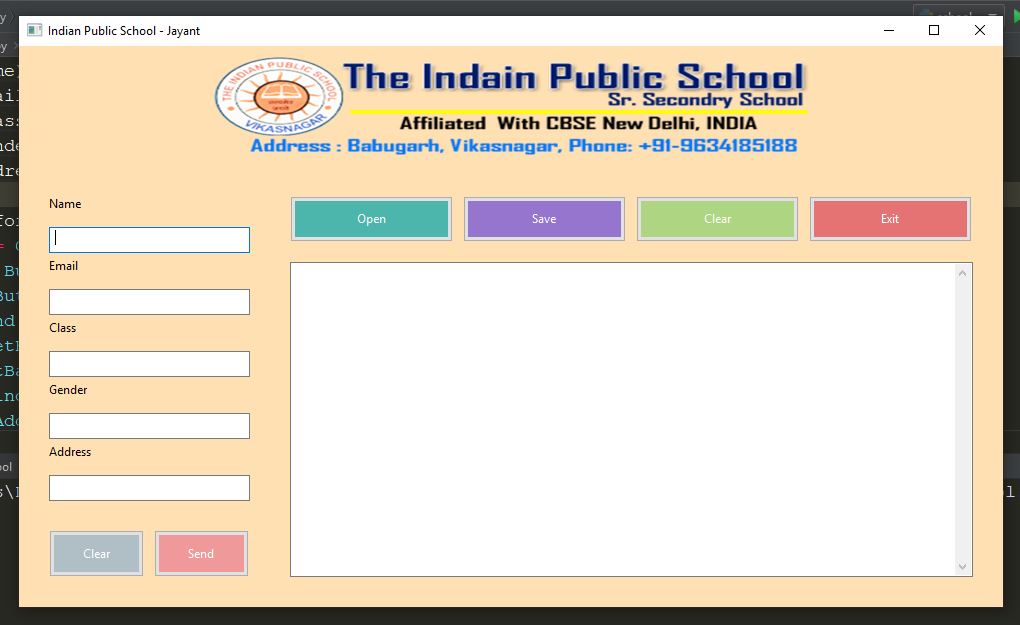 Indian Public School - Jayant
THE INDIAN PUBLIC SCHOOL
VIKASNAGAR
The Indain Public School
Sr. Secondry School
Affiliated With CBSE New Delhi, INDIA
Address : Babugarh, Vikasnagar, Phone: +91-9634185188
Name
Open Save Clear Exit
Email
Class
Gender
Address
Clear Send